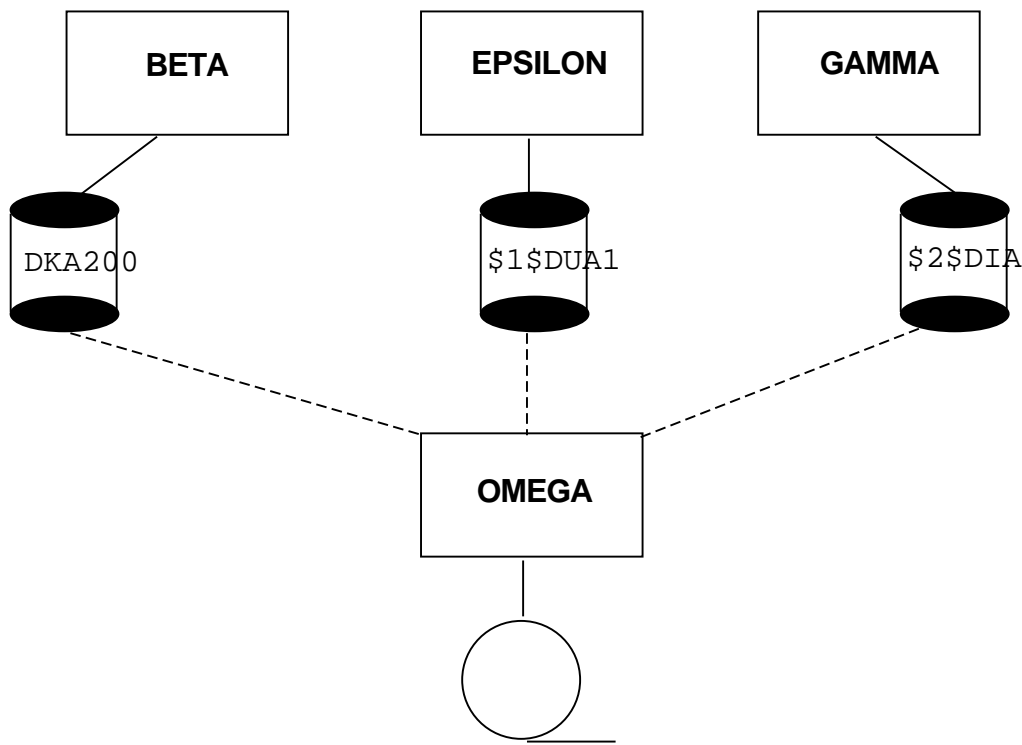 BETA
EPSILON
GAMMA
DKA200
$1$DUA1
$2$DIA
OMEGA